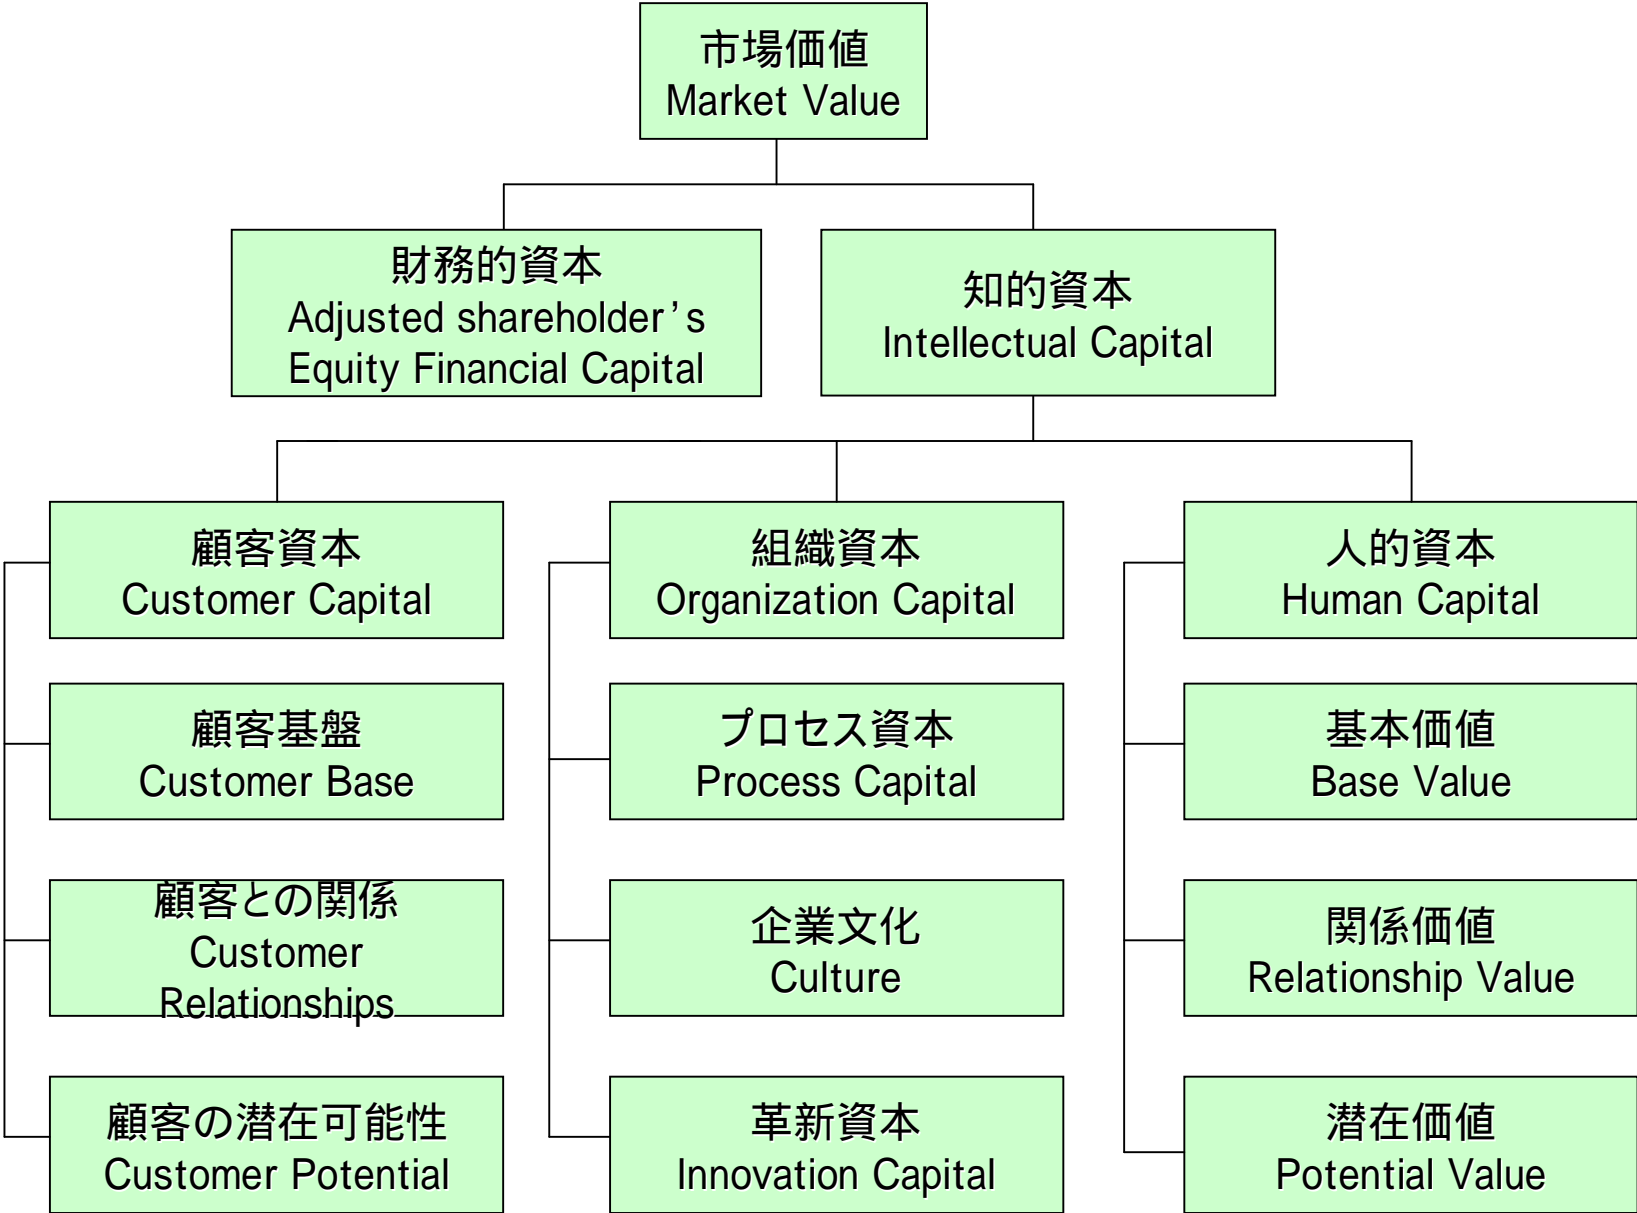 市場価値
Market Value
財務的資本
Adjusted shareholder's
Equity Financial Capital
知的資本
Intellectual Capital
顧客資本
Customer Capital
組織資本
Organization Capital
人的資本
Human Capital
顧客基盤
Customer Base
プロセス資本
Process Capital
基本価値
Base Value
顧客との関係
Customer
Relationships
企業文化
Culture
関係価値
Relationship Value
顧客の潜在可能性
Customer Potential
革新資本
Innovation Capital
潜在価値
Potential Value